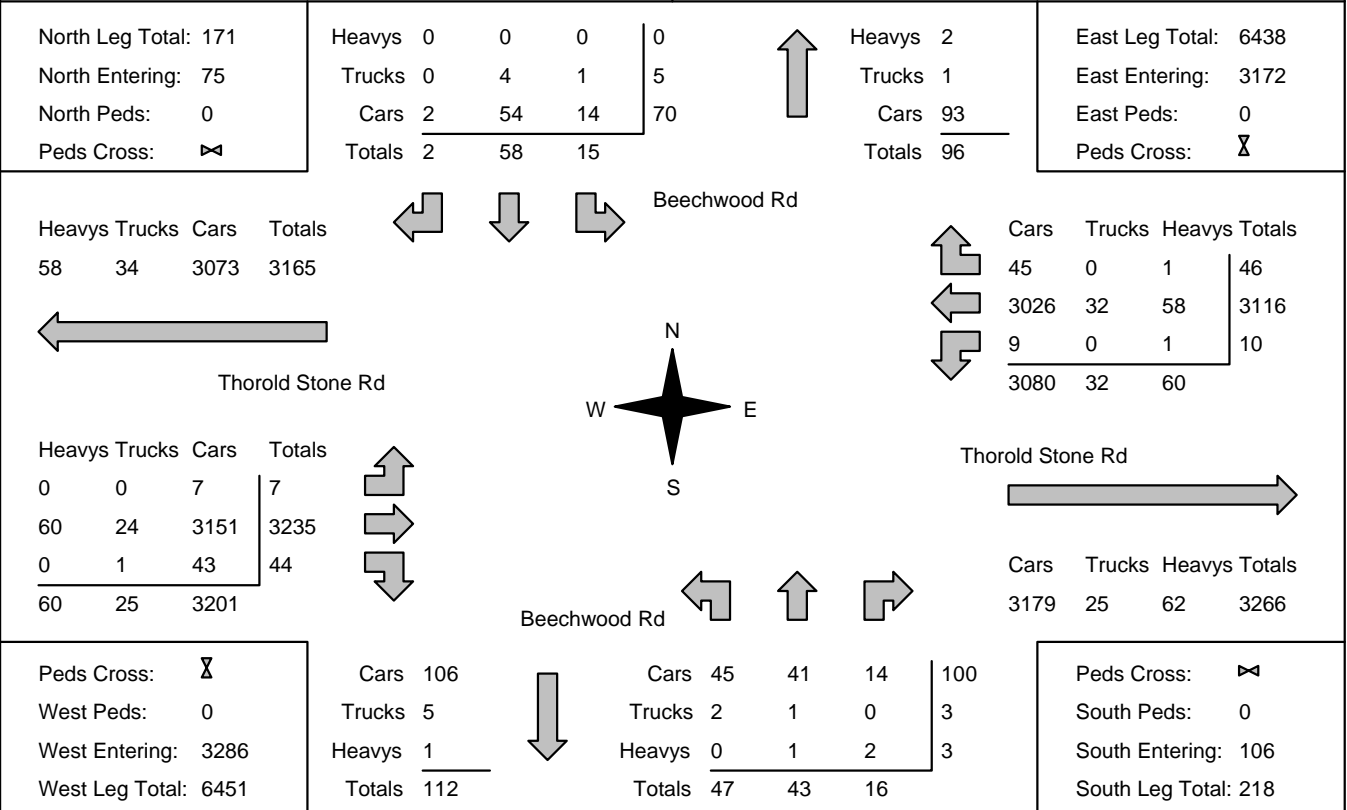 North Leg Total: 171
North Entering: 75
North Peds: 0
Peds Cross:
Heavys 0 0 0 0
Trucks 0 4 1 5
Cars 2 54 14 70
Totals 2 58 15
Heavys 2
Trucks 1
Cars 93
Totals 96
East Leg Total: 6438
East Entering: 3172
East Peds: 0
Peds Cross:
Beechwood Rd
Heavys Trucks Cars Totals
58 34 3073 3165
Thorold Stone Rd
Cars Trucks Heavys Totals
45 0 1 46
3026 32 58 3116
9 0 1 10
3080 32 60
N
W E
S
Heavys Trucks Cars Totals
0 0 7 7
60 24 3151 3235
0 1 43 44
60 25 3201
Thorold Stone Rd
Cars Trucks Heavys Totals
3179 25 62 3266
Beechwood Rd
Peds Cross:
West Peds: 0
West Entering: 3286
West Leg Total: 6451
Cars 106
Trucks 5
Heavys 1
Totals 112
Cars 45 41 14 100
Trucks 2 1 0 3
Heavys 0 1 2 3
Totals 47 43 16
Peds Cross:
South Peds: 0
South Entering: 106
South Leg Total: 218